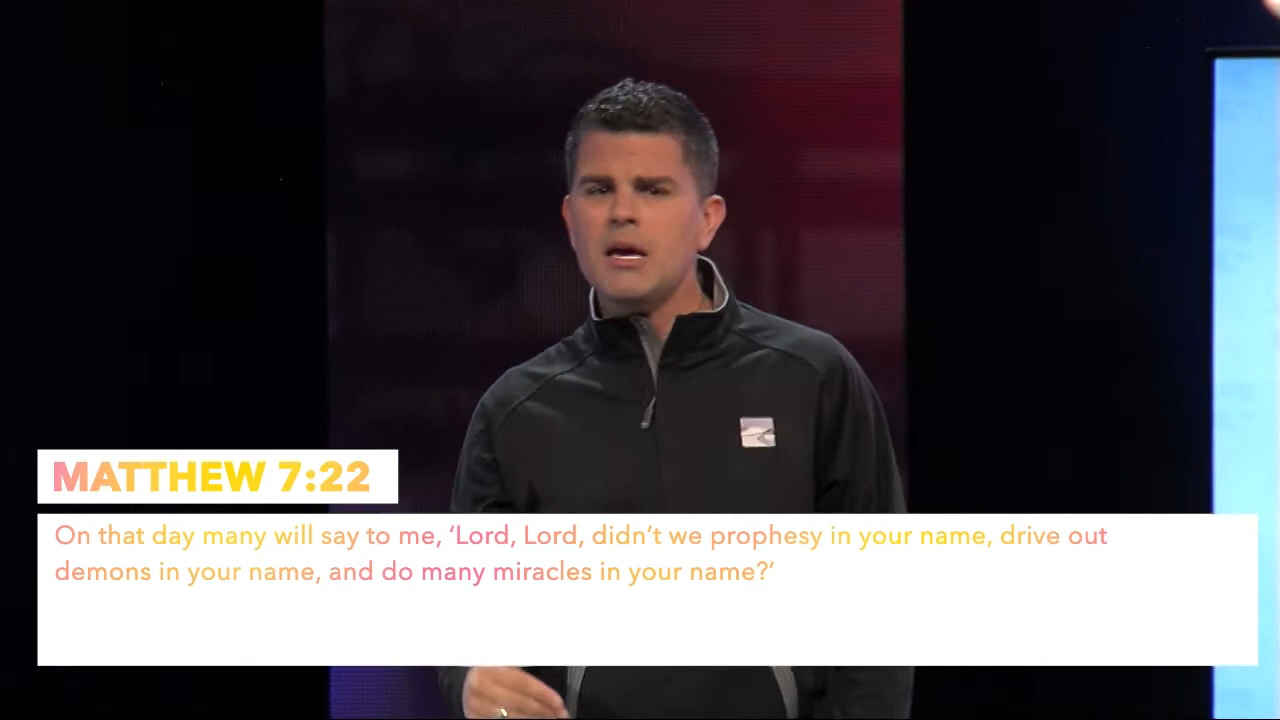 MATTHEW 7:22
On that day many will say to me, ‘Lord, Lord, didn’t we prophesy in your name, drive out
demons in your name, and do many miracles in your name?’